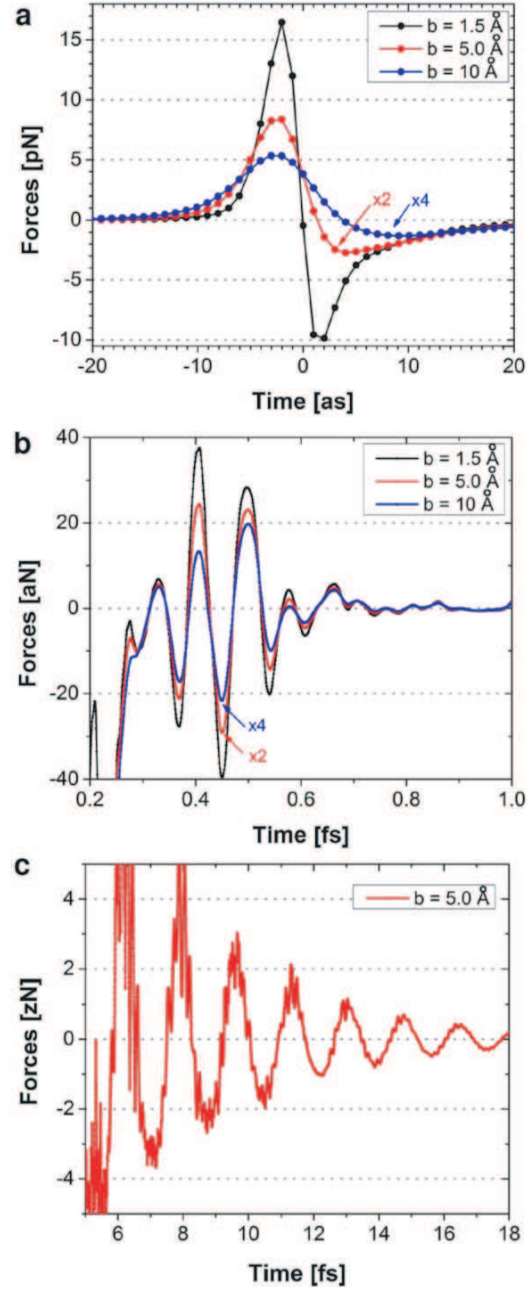 a
b = 1.5 Å
b = 5.0 Å
b = 10 Å
15
10
5
0
-5
-10
Forces [pN]
x2
x4
-20
-10
0
10
20
Time [as]
b
40
20
0
-20
-40
Forces [aN]
b = 1.5 Å
b = 5.0 Å
b = 10 Å
x4
x2
0.2
0.4
0.6
0.8
1.0
Time [fs]
c
4
2
0
-2
-4
Forces [zN]
b = 5.0 Å
6
8
10
12
14
16
18
Time [fs]